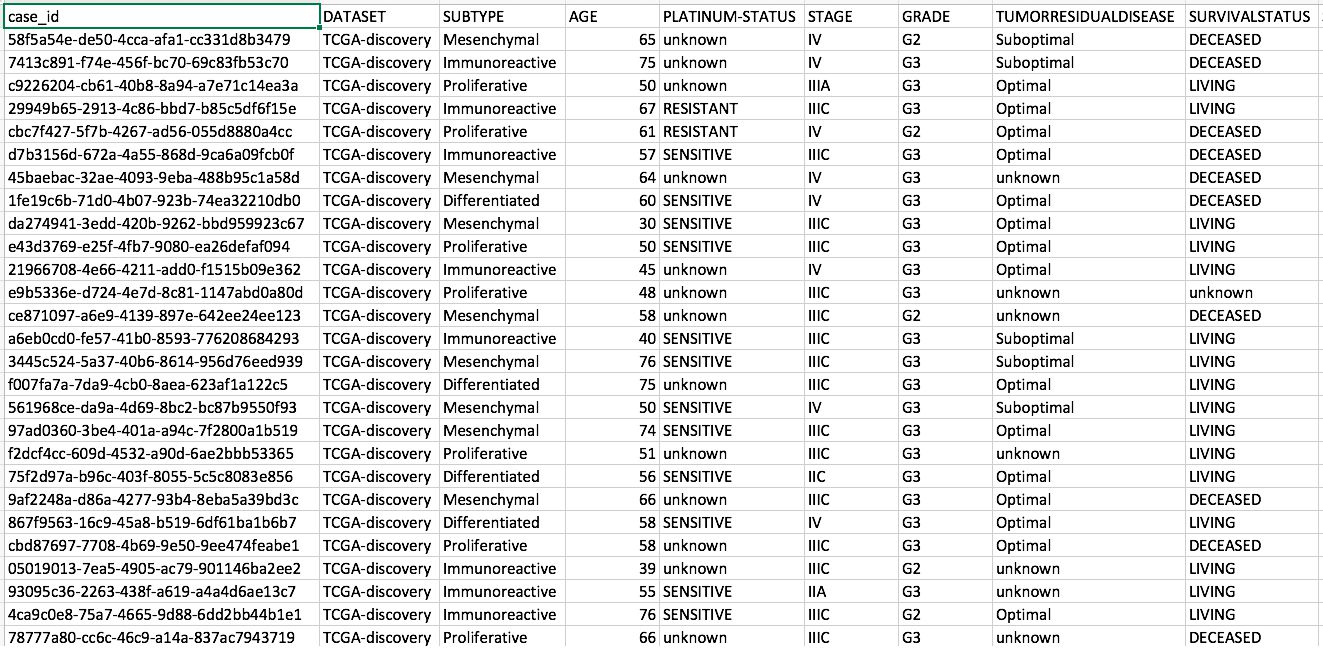 case_id DATASET SUBTYPE AGE PLATINUM-STATUS STAGE GRADE TUMORRESIDUALDISEASE SURVIVALSTATUS
58f5a54e-de50-4cca-afa1-cc331d8b3479 TCGA-discovery Mesenchymal 65 unknown IV G2 Suboptimal DECEASED
7413c891-f74e-456f-bc70-69c83fb53c70 TCGA-discovery Immunoreactive 75 unknown IV G3 Suboptimal DECEASED
c9226204-cb61-40b8-8a94-a7e71c14ea3a TCGA-discovery Proliferative 50 unknown IIIA G3 Optimal LIVING
29949b65-2913-4c86-bbd7-b85c5df6f15e TCGA-discovery Immunoreactive 67 RESISTANT IIIC G3 Optimal LIVING
cbc7f427-5f7b-4267-ad56-055d8880a4cc TCGA-discovery Proliferative 61 RESISTANT IV G2 Optimal DECEASED
d7b3156d-672a-4a55-868d-9ca6a09fcb0f TCGA-discovery Immunoreactive 57 SENSITIVE IIIC G3 Optimal DECEASED
45baebac-32ae-4093-9eba-488b95c1a58d TCGA-discovery Mesenchymal 64 unknown IV G3 unknown DECEASED
1fe19c6b-71d0-4b07-923b-74ea32210db0 TCGA-discovery Differentiated 60 SENSITIVE IV G3 Optimal DECEASED
da274941-3edd-420b-9262-bbd959923c67 TCGA-discovery Mesenchymal 30 SENSITIVE IIIC G3 Optimal LIVING
e43d3769-e25f-4fb7-9080-ea26defaf094 TCGA-discovery Proliferative 50 SENSITIVE IIIC G3 Optimal LIVING
21966708-4e66-4211-add0-f1515b09e362 TCGA-discovery Immunoreactive 45 unknown IV G3 Optimal LIVING
e9b5336e-d724-4e7d-8c81-1147abd0a80d TCGA-discovery Proliferative 48 unknown IIIC G3 unknown unknown
ce871097-a6e9-4139-897e-642ee24ee123 TCGA-discovery Mesenchymal 58 unknown IIIC G2 unknown DECEASED
a6eb0cd0-fe57-41b0-8593-776208684293 TCGA-discovery Immunoreactive 40 SENSITIVE IIIC G3 Suboptimal LIVING
3445c524-5a37-40b6-8614-956d76eed939 TCGA-discovery Mesenchymal 76 SENSITIVE IIIC G3 Suboptimal LIVING
f007fa7a-7da9-4cb0-8aea-623af1a122c5 TCGA-discovery Differentiated 75 unknown IIIC G3 Optimal LIVING
561968ce-da9a-4d69-8bc2-bc87b9550f93 TCGA-discovery Mesenchymal 50 SENSITIVE IV G3 Suboptimal LIVING
97ad0360-3be4-401a-a94c-7f2800a1b519 TCGA-discovery Mesenchymal 74 SENSITIVE IIIC G3 Optimal LIVING
f2dcf4cc-609d-4532-a90d-6ae2bbb53365 TCGA-discovery Proliferative 51 unknown IIIC G3 unknown LIVING
75f2d97a-b96c-403f-8055-5c5c8083e856 TCGA-discovery Differentiated 56 SENSITIVE IIC G3 Optimal LIVING
9af2248a-d86a-4277-93b4-8eba5a39bd3c TCGA-discovery Mesenchymal 66 unknown IIIC G3 Optimal DECEASED
867f9563-16c9-45a8-b519-6df61ba1b6b7 TCGA-discovery Differentiated 58 SENSITIVE IV G3 Optimal LIVING
cbd87697-7708-4b69-9e50-9ee474feabe1 TCGA-discovery Proliferative 58 unknown IIIC G3 Optimal DECEASED
05019013-7ea5-4905-ac79-901146ba2ee2 TCGA-discovery Immunoreactive 39 unknown IIIC G2 unknown LIVING
93095c36-2263-438f-a619-a4a4d6ae13c7 TCGA-discovery Immunoreactive 55 SENSITIVE IIA G3 unknown LIVING
4ca9c0e8-75a7-4665-9d88-6dd2bb44b1e1 TCGA-discovery Immunoreactive 76 SENSITIVE IIIC G2 Optimal LIVING
78777a80-cc6c-46c9-a14a-837ac7943719 TCGA-discovery Proliferative 66 unknown IIIC G3 unknown DECEASED